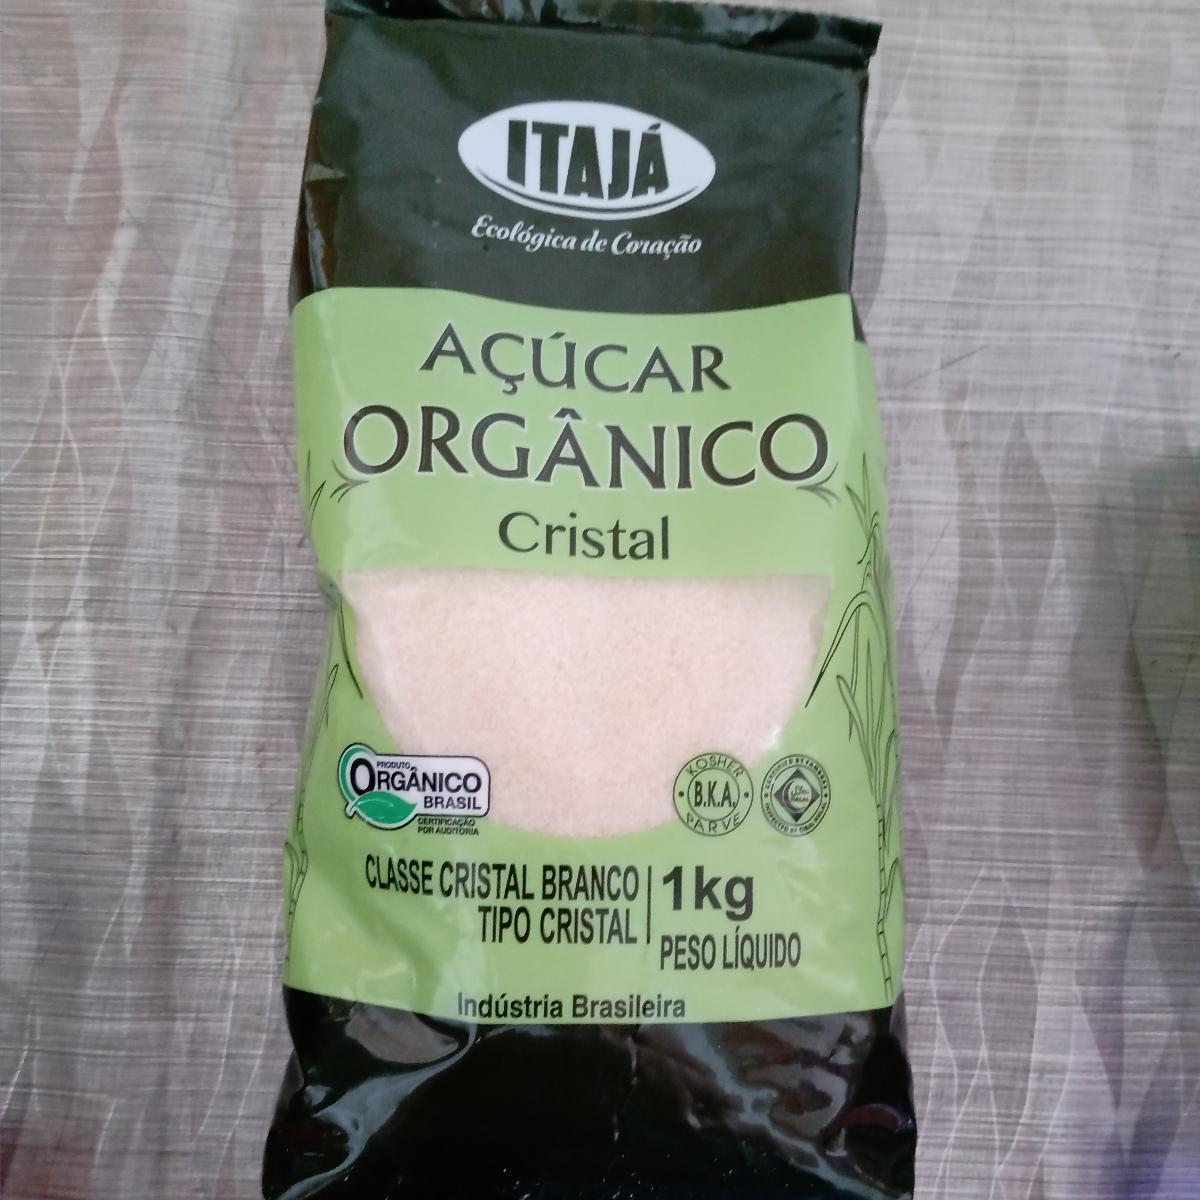 ITAJÁ
Ecológica de Coração
AÇÚCAR
ORGÂNICO
Cristal
PRODUTO
ORGÂNICO
BRASIL
CERTIFICAÇÃO
POR AUDITORIA
KOSHER
B.K.A.
PARVE
CLASSE CRISTAL BRANCO
TIPO CRISTAL
1kg
PESO LÍQUIDO
Indústria Brasileira